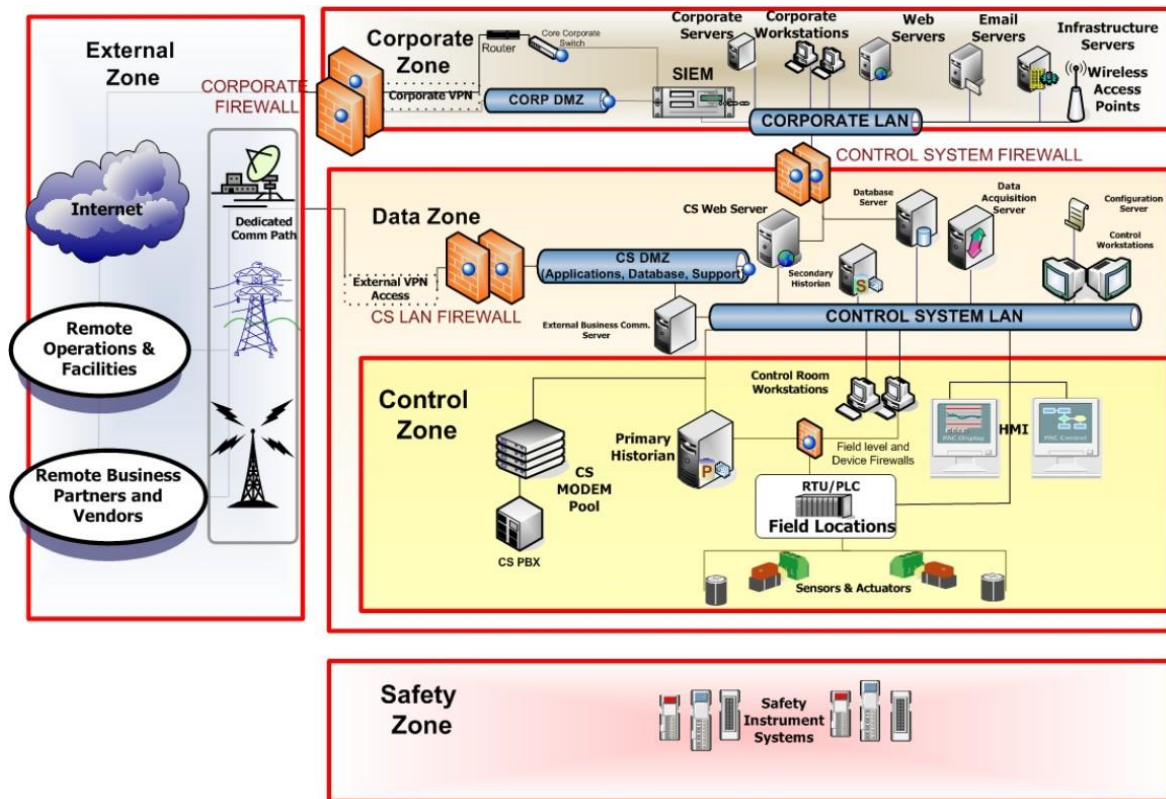 External
Zone
CORPORATE
FIREWALL
Internet
Dedicated
Comm Path
Remote
Operations &
Facilities
Remote Business
Partners and
Vendors
Corporate
Zone
Router
Core Corporate
Switch
Corporate VPN
CORP DMZ
SIEM
Corporate
Servers
Corporate
Workstations
Web
Servers
Email
Servers
Infrastructure
Servers
Wireless
Access
Points
CORPORATE LAN
CONTROL SYSTEM FIREWALL
Data Zone
External VPN
Access
CS LAN FIREWALL
CS DMZ
(Applications, Database, Support)
CS Web Server
Database
Server
Data
Acquisition
Server
Configuration
Server
Control
Workstations
Secondary
Historian
S
External Business Comm.
Server
CONTROL SYSTEM LAN
Control
Zone
CS
MODEM
Pool
CS PBX
Primary
Historian
P
Control Room
Workstations
Field level and
Device Firewalls
PAC Display
HMI
PAC Control
RTU/PLC
Field Locations
Sensors & Actuators
Safety
Zone
Safety
Instrument
Systems